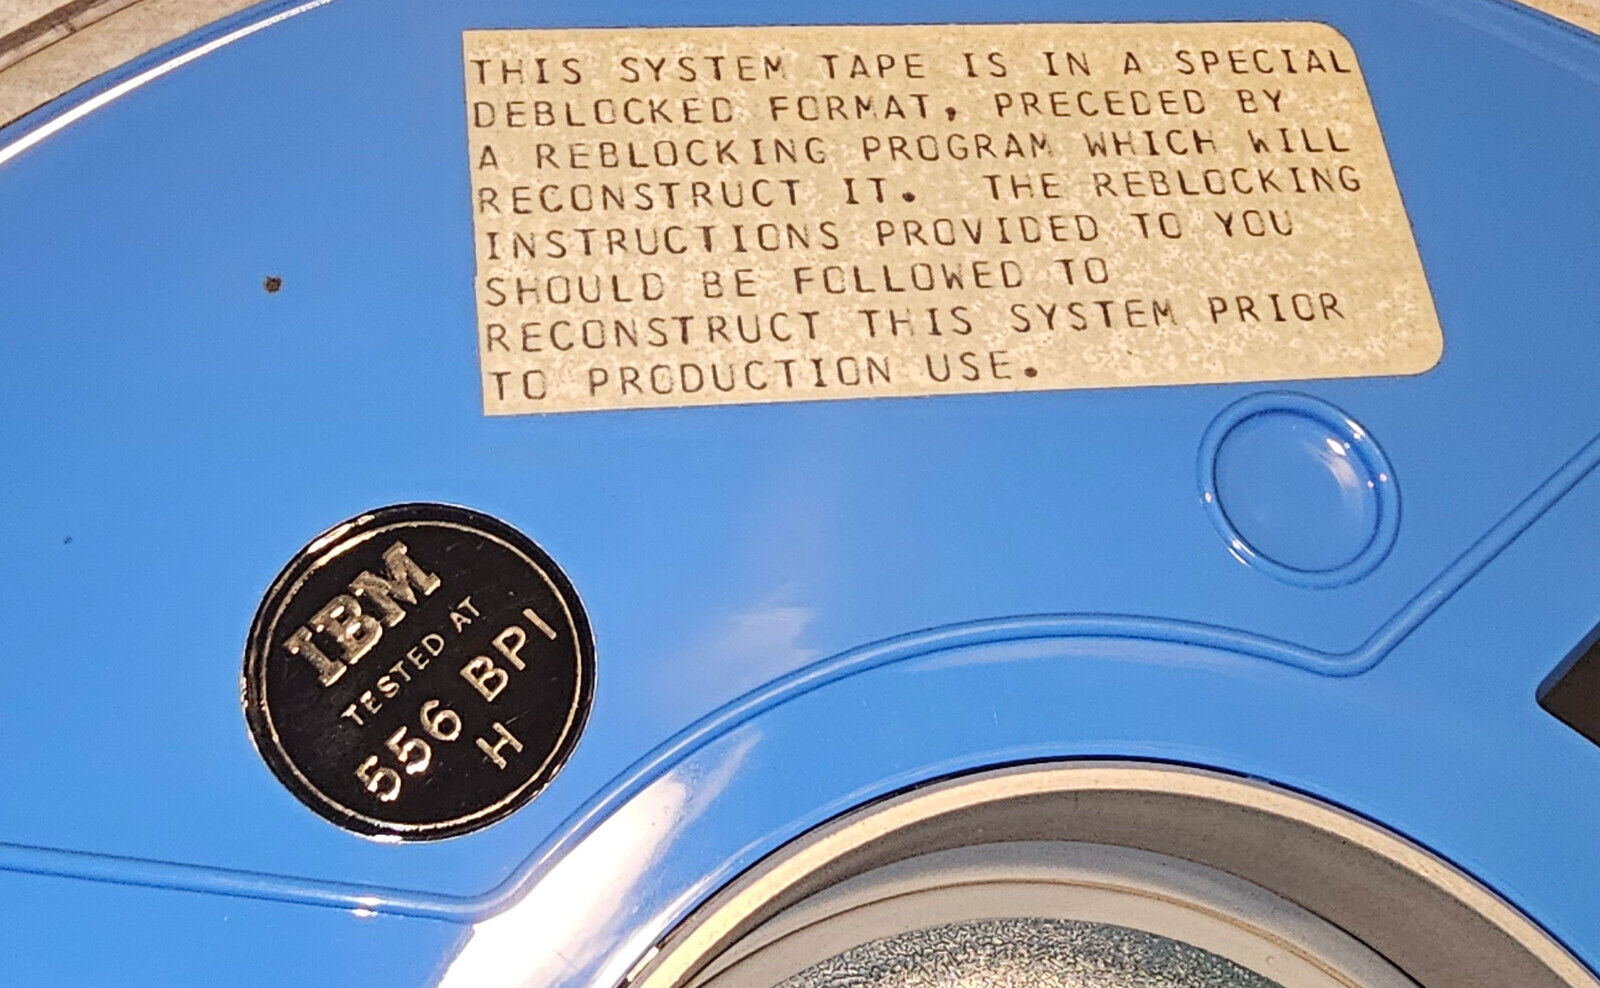 THIS SYSTEM TAPE IS IN A SPECIAL
DEBLOCKED FORMAT, PRECEDED BY
A REBLOCKING PROGRAM WHICH WILL
RECONSTRUCT IT. THE REBLOCKING
INSTRUCTIONS PROVIDED TO YOU
SHOULD BE FOLLOWED TO
RECONSTRUCT THIS SYSTEM PRIOR
TO PRODUCTION USE.
IBM
TESTED AT
556 BPI
H